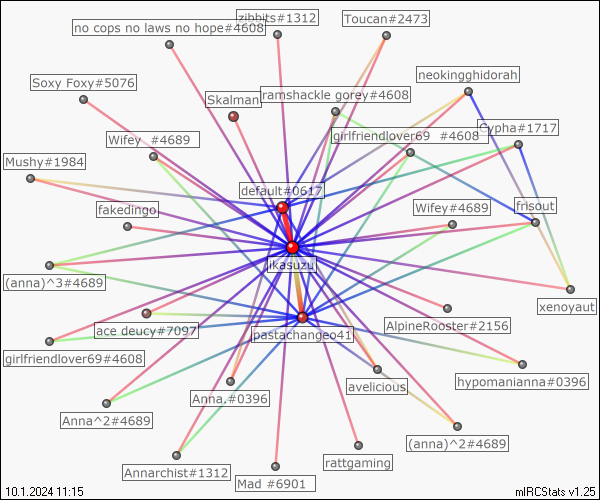 zibbits#1312
Toucan#2473
no cops no laws no hope#4608
neokingghidorah
Soxy Foxy#5076
Skalman
ramshackle gorey#4608
Cypha#1717
Wifey #4689
girlfriendlover69 #4608
Mushy#1984
default#0617
fakedingo
Wifey#4689
frisout
ikasuzu
(anna)^3#4689
xenoyaut
ace deucy#7097
pastachangeo41
AlpineRooster#2156
girlfriendlover69#4608
avelicious
hypomanianna#0396
Anna,#0396
Anna^2#4689
(anna)^2#4689
Annarchist#1312
rattgaming
Mad #6901
10.1.2024 11:15
mIRCStats v1.25